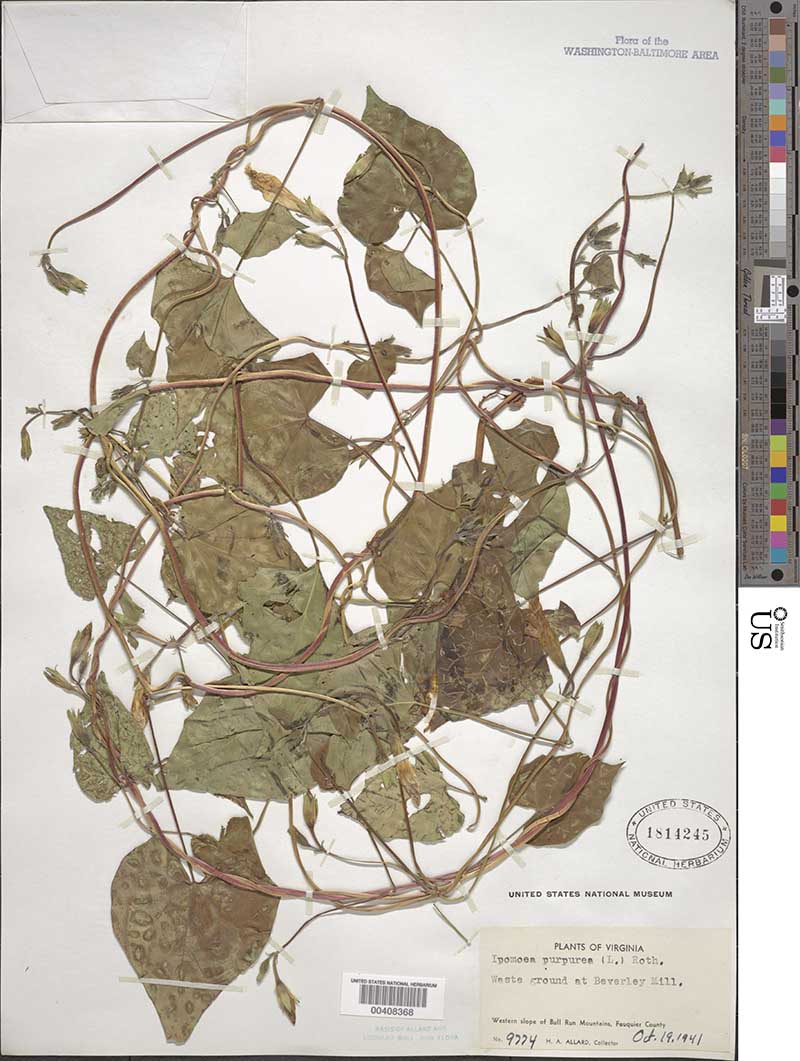 Flora of the
WASHINGTON-BALTIMORE AREA
Smithsonian
Institution
US
UNITED STATES
1814245
NATIONAL HERBARIUM
UNITED STATES NATIONAL MUSEUM
PLANTS OF VIRGINIA
Ipomoea purpurea (L.) Roth.
Waste ground at Beverley Mill.
Western slope of Bull Run Mountains, Fauquier County
No. 9774 H. A. ALLARD, Collector Oct. 19, 1941
UNITED STATES NATIONAL HERBARIUM
00408368
Golden Thread